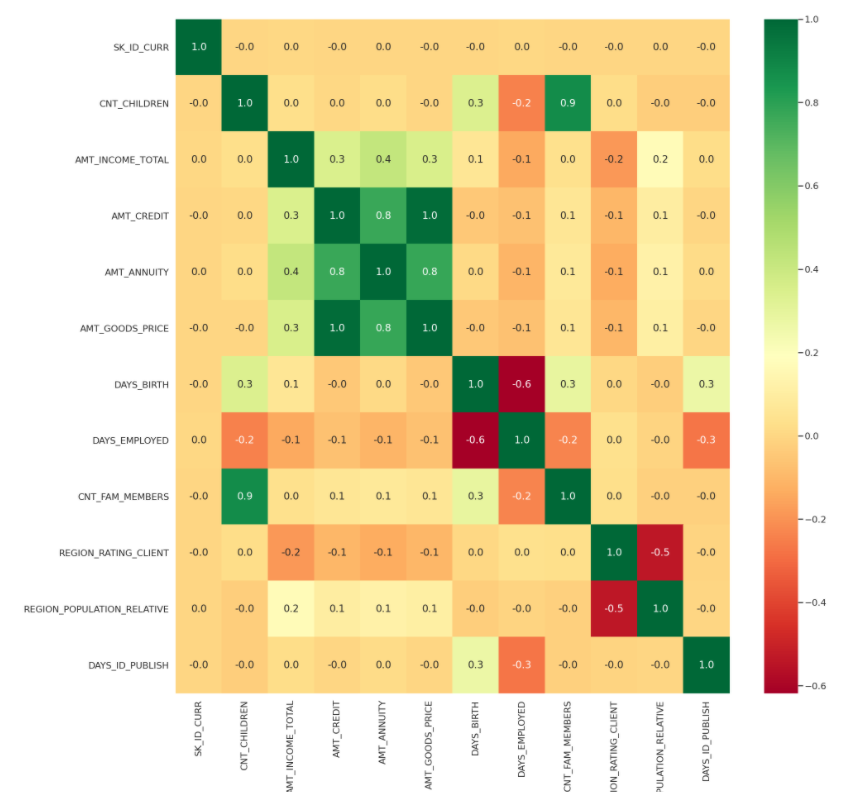 SK_ID_CURR 1.0 -0.0 0.0 -0.0 0.0 -0.0 -0.0 0.0 -0.0 -0.0 0.0 -0.0
CNT_CHILDREN -0.0 1.0 0.0 0.0 0.0 -0.0 0.3 -0.2 0.9 0.0 -0.0 -0.0
AMT_INCOME_TOTAL 0.0 0.0 1.0 0.3 0.4 0.3 0.1 -0.1 0.0 -0.2 0.2 0.0
AMT_CREDIT -0.0 0.0 0.3 1.0 0.8 1.0 -0.0 -0.1 0.1 -0.1 0.1 -0.0
AMT_ANNUITY 0.0 0.0 0.4 0.8 1.0 0.8 0.0 -0.1 0.1 -0.1 0.1 0.0
AMT_GOODS_PRICE -0.0 -0.0 0.3 1.0 0.8 1.0 -0.0 -0.1 0.1 -0.1 0.1 -0.0
DAYS_BIRTH -0.0 0.3 0.1 -0.0 0.0 -0.0 1.0 -0.6 0.3 0.0 -0.0 0.3
DAYS_EMPLOYED 0.0 -0.2 -0.1 -0.1 -0.1 -0.1 -0.6 1.0 -0.2 0.0 -0.0 -0.3
CNT_FAM_MEMBERS -0.0 0.9 0.0 0.1 0.1 0.1 0.3 -0.2 1.0 0.0 -0.0 -0.0
REGION_RATING_CLIENT -0.0 0.0 -0.2 -0.1 -0.1 -0.1 0.0 0.0 0.0 1.0 -0.5 -0.0
REGION_POPULATION_RELATIVE 0.0 -0.0 0.2 0.1 0.1 0.1 -0.0 -0.0 -0.0 -0.5 1.0 -0.0
DAYS_ID_PUBLISH -0.0 -0.0 0.0 -0.0 0.0 -0.0 0.3 -0.3 -0.0 -0.0 -0.0 1.0
SK_ID_CURR
CNT_CHILDREN
AMT_INCOME_TOTAL
AMT_CREDIT
AMT_ANNUITY
AMT_GOODS_PRICE
DAYS_BIRTH
DAYS_EMPLOYED
CNT_FAM_MEMBERS
ION_RATING_CLIENT
PULATION_RELATIVE
DAYS_ID_PUBLISH
1.0
0.8
0.6
0.4
0.2
0.0
−0.2
−0.4
−0.6